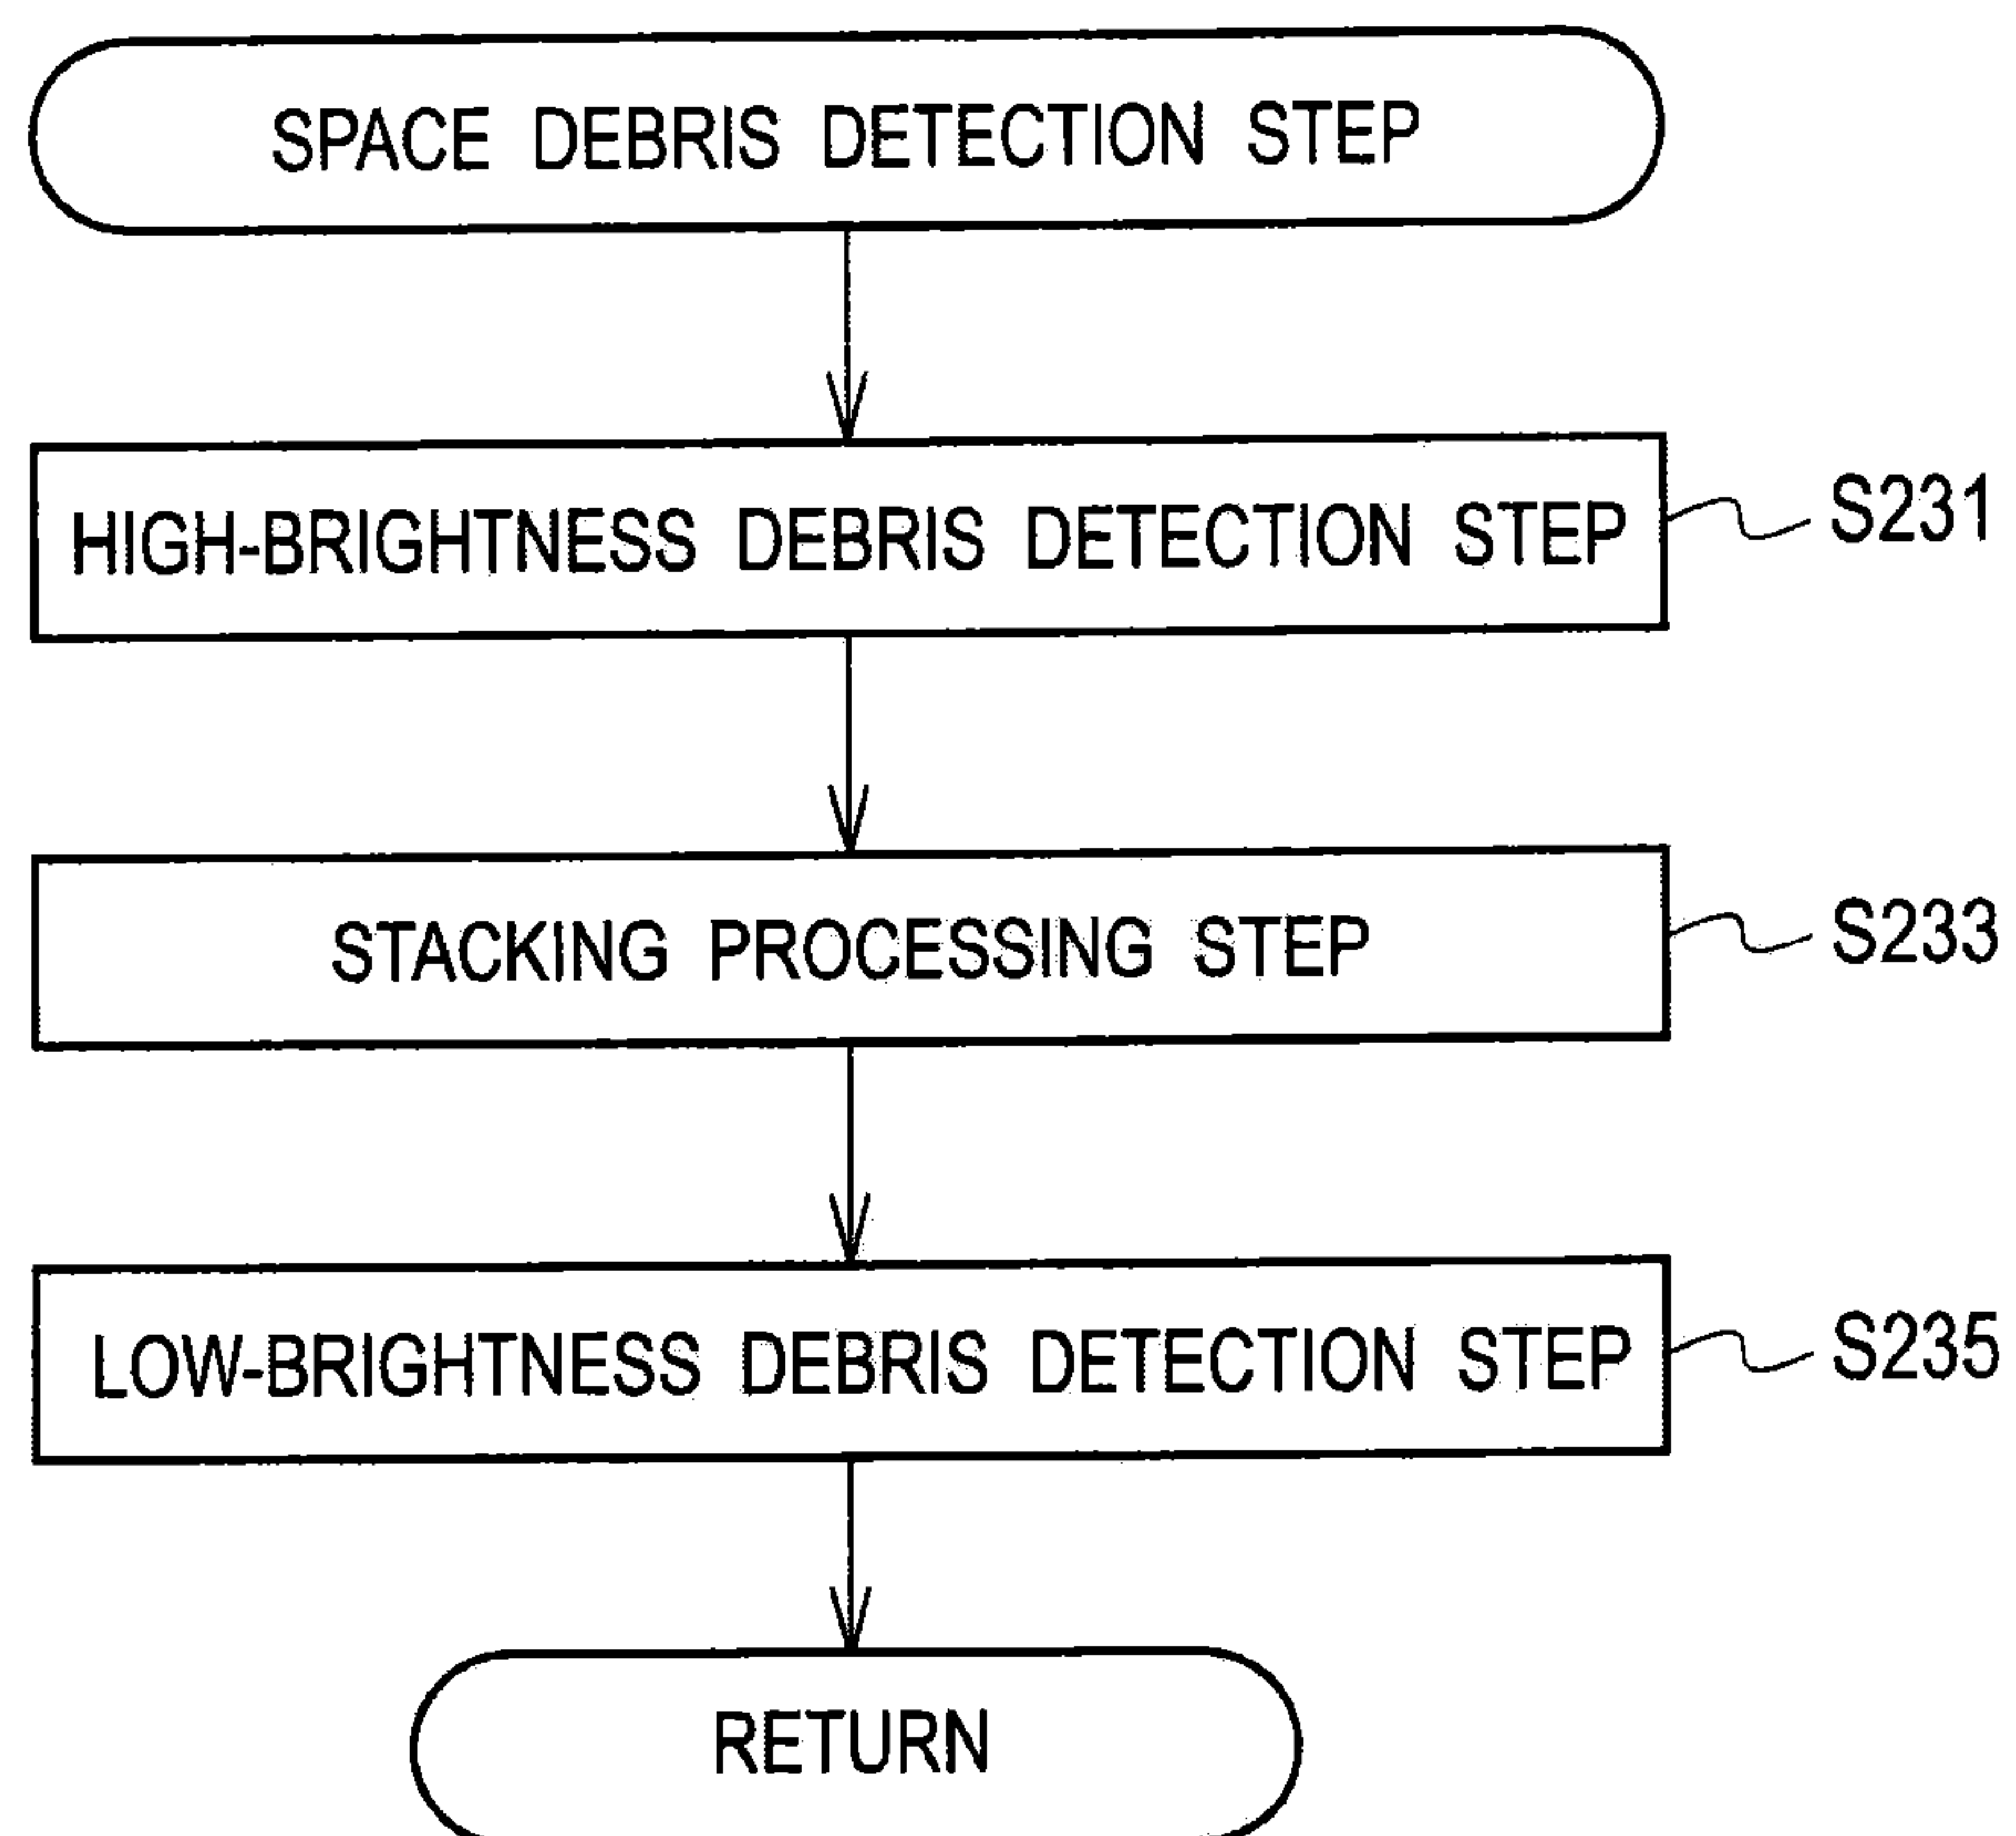 SPACE DEBRIS DETECTION STEP
HIGH-BRIGHTNESS DEBRIS DETECTION STEP
S231
STACKING PROCESSING STEP
S233
LOW-BRIGHTNESS DEBRIS DETECTION STEP
S235
RETURN